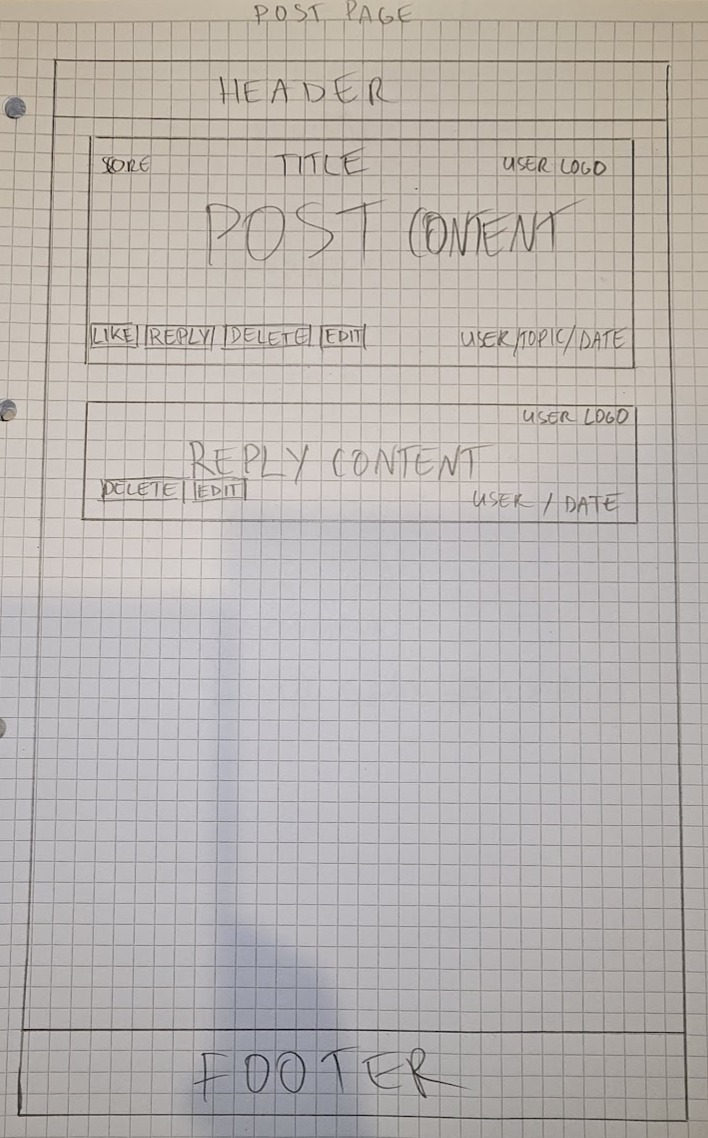 POST PAGE
HEADER
SCORE TITLE USER LOGO
POST CONTENT
LIKE REPLY DELETE EDIT USER/TOPIC/DATE
USER LOGO
REPLY CONTENT
DELETE EDIT USER / DATE
FOOTER